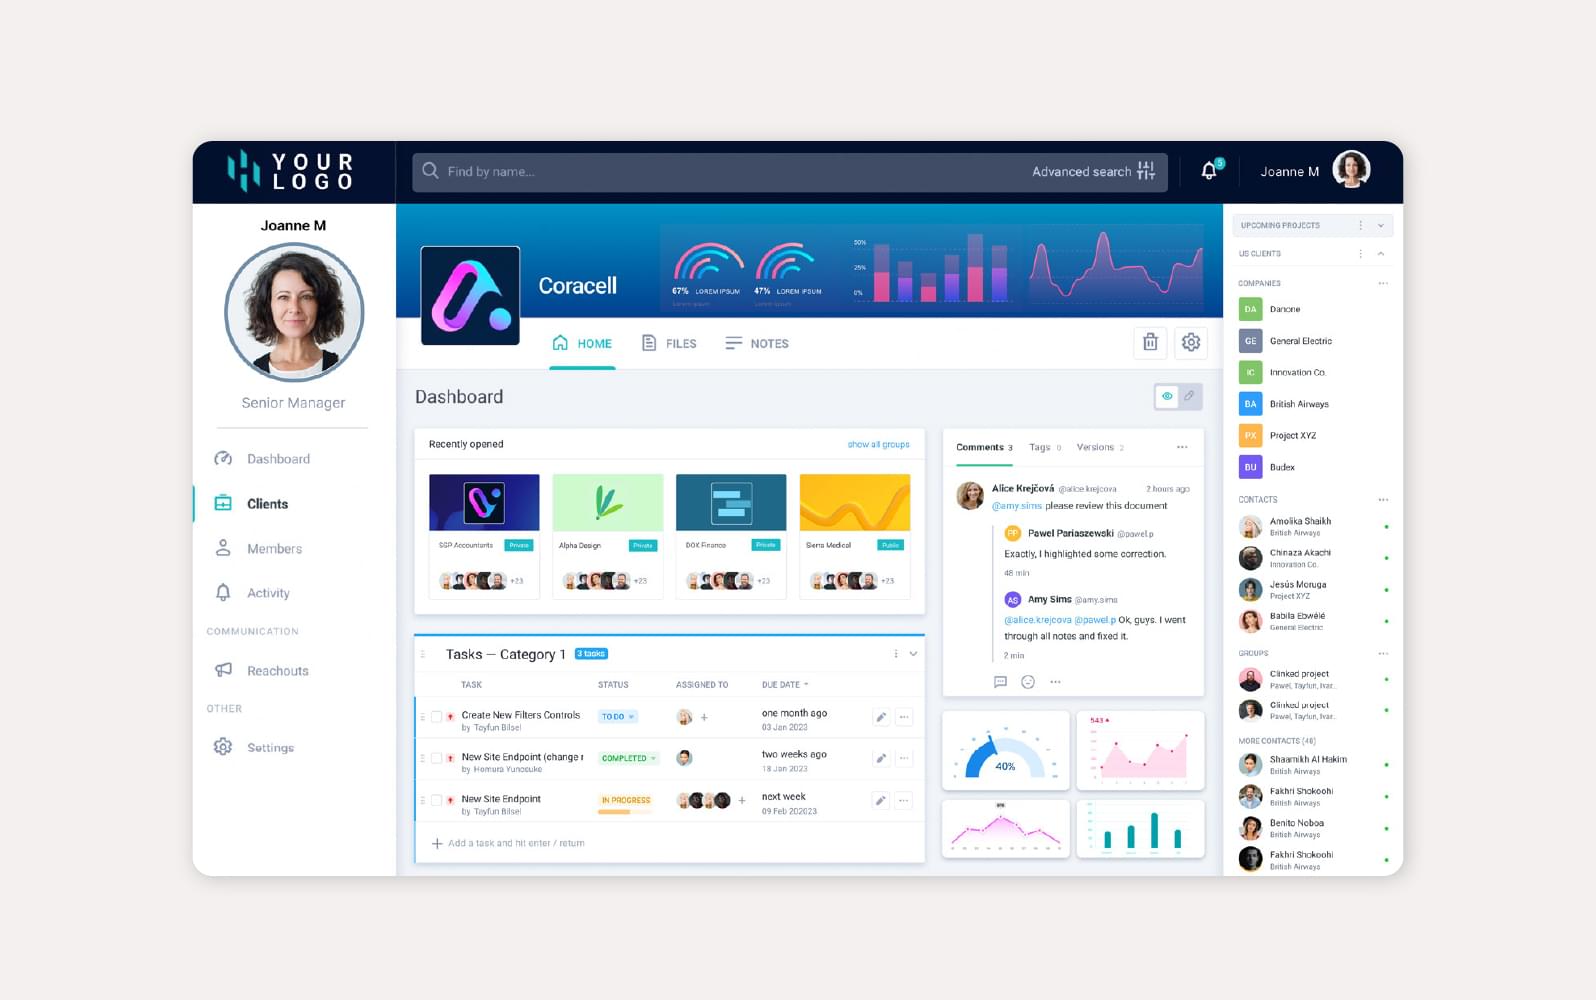 YOUR
LOGO
Find by name...
Advanced search
5
Joanne M
Joanne M
Senior Manager
Dashboard
Clients
Members
Activity
COMMUNICATION
Reachouts
OTHER
Settings
Coracell
67% LOREM IPSUM
Lorem ipsum
47% LOREM IPSUM
Lorem ipsum
50%
25%
0%
HOME
FILES
NOTES
Dashboard
Recently opened
show all groups
SGP Accountants Private
+23
Alpha Design Private
+23
DOX Finance Private
+23
Sierra Medical Public
+23
Tasks — Category 1 3 tasks
TASK STATUS ASSIGNED TO DUE DATE
Create New Filters Controls TO DO one month ago
by Tayfun Bilsel 03 Jan 2023
New Site Endpoint (change r COMPLETED two weeks ago
by Homura Yunosuke 18 Jan 2023
New Site Endpoint IN PROGRESS next week
by Tayfun Bilsel 09 Feb 202023
Add a task and hit enter / return
Comments 3 Tags 0 Versions 2
Alice Krejčová @alice.krejcova 2 hours ago
@amy.sims please review this document
PP Pawel Pariaszewski @pawel.p
Exactly, I highlighted some correction.
48 min
AS Amy Sims @amy.sims
@alice.krejcova @pawel.p Ok, guys. I went
through all notes and fixed it.
2 min
40%
543
UPCOMING PROJECTS
US CLIENTS
COMPANIES
DA Danone
GE General Electric
IC Innovation Co.
BA British Airways
PX Project XYZ
BU Budex
CONTACTS
Amolika Shaikh
British Airways
Chinaza Akachi
Innovation Co.
Jesús Moruga
Project XYZ
Babila Ebwélé
General Electric
GROUPS
Clinked project
Pawel, Tayfun, Ivar...
Clinked project
Pawel, Tayfun, Ivar...
MORE CONTACTS (48)
Shaamikh Al Hakim
British Airways
Fakhri Shokoohi
British Airways
Benito Noboa
British Airways
Fakhri Shokoohi
British Airways